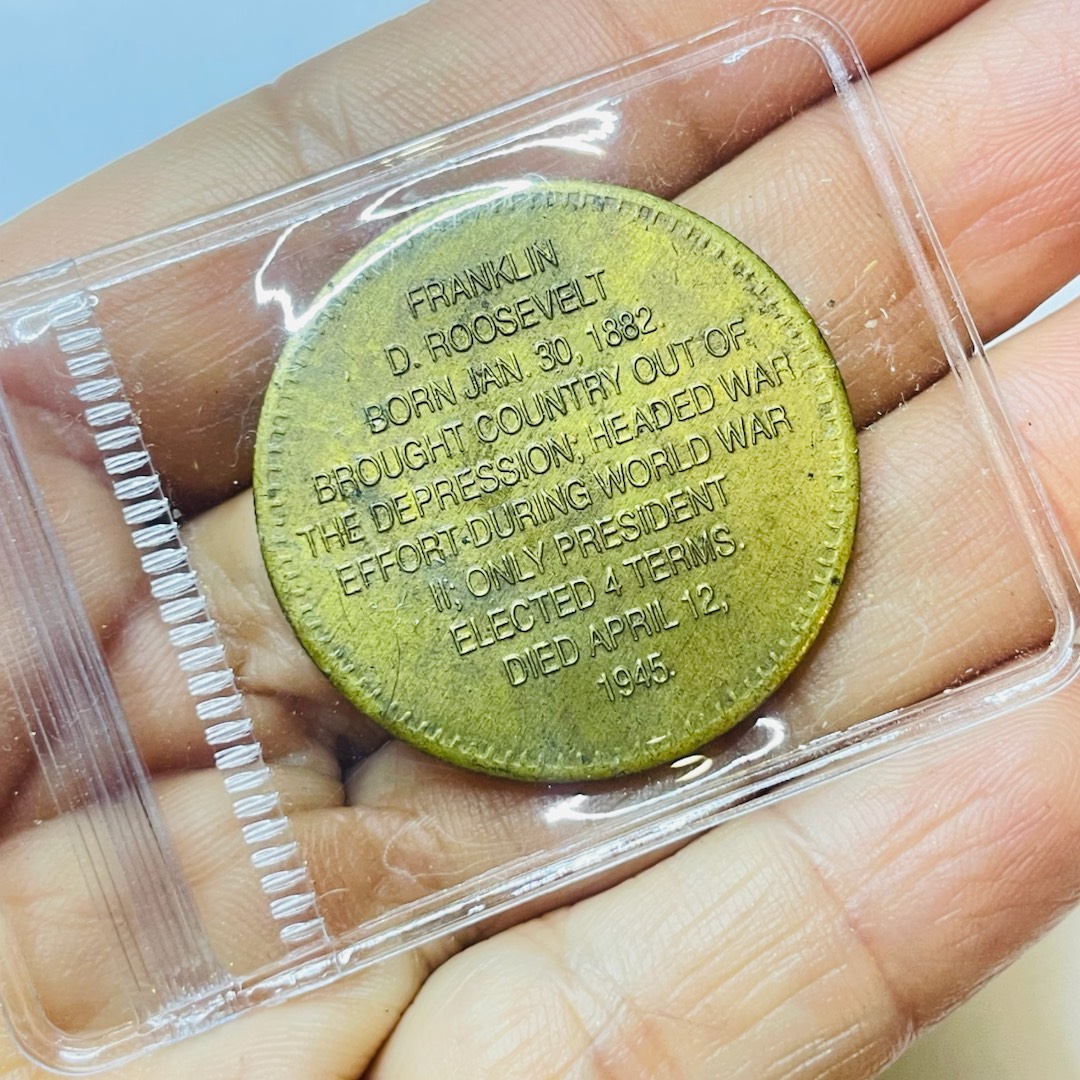 FRANKLIN
D. ROOSEVELT
BORN JAN. 30, 1882.
BROUGHT COUNTRY OUT OF
THE DEPRESSION; HEADED WAR
EFFORT DURING WORLD WAR
II; ONLY PRESIDENT
ELECTED 4 TERMS.
DIED APRIL 12,
1945.